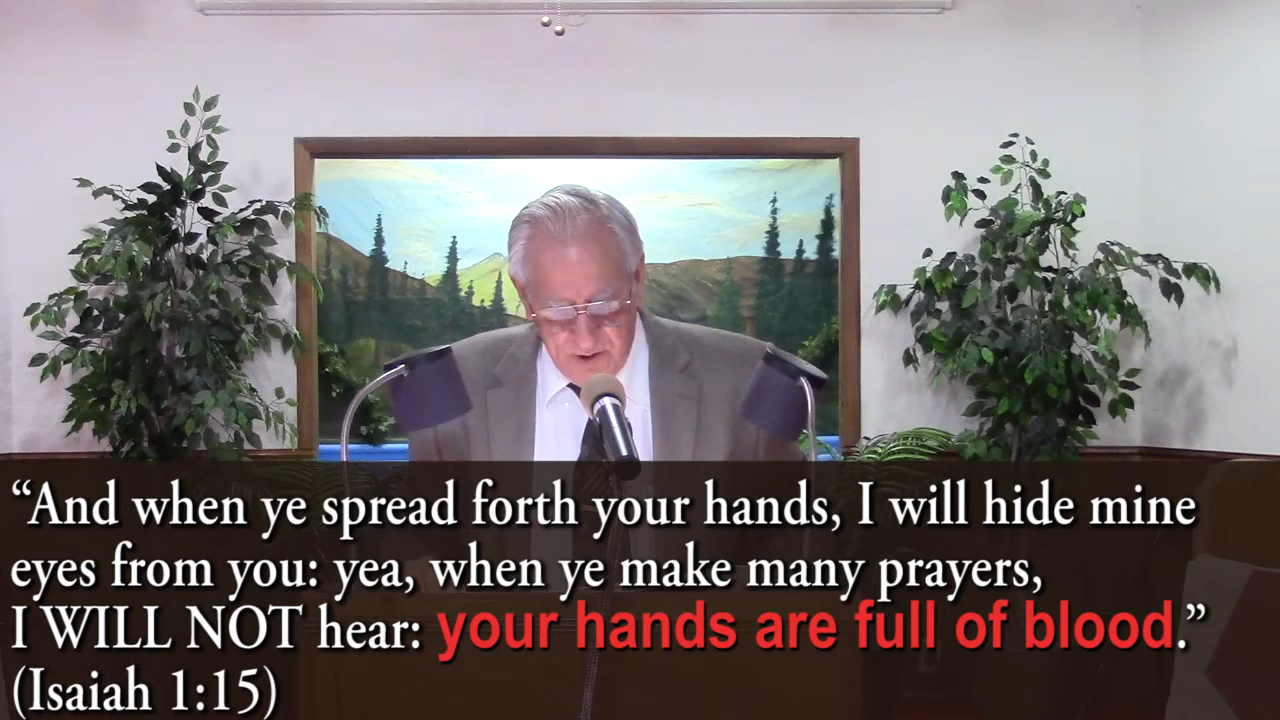 “And when ye spread forth your hands, I will hide mine
eyes from you: yea, when ye make many prayers,
I WILL NOT hear: your hands are full of blood.”
(Isaiah 1:15)